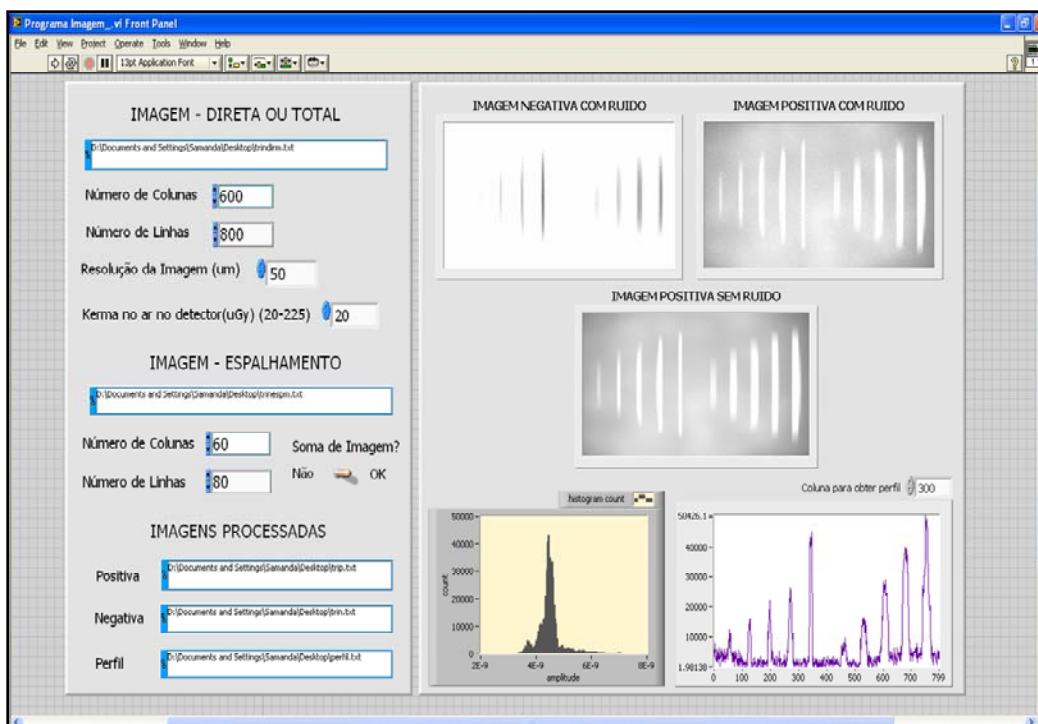 Programa Imagem_.vi Front Panel
File Edit View Project Operate Tools Window Help
13pt Application Font
IMAGEM - DIRETA OU TOTAL
D:\Documents and Settings\Samanda\Desktop\trindirm.txt
Número de Colunas 600
Número de Linhas 800
Resolução da Imagem (um) 50
Kerma no ar no detector(uGy) (20-225) 20
IMAGEM - ESPALHAMENTO
D:\Documents and Settings\Samanda\Desktop\trinespm.txt
Número de Colunas 60
Número de Linhas 80
Soma de Imagem?
Não OK
IMAGENS PROCESSADAS
Positiva D:\Documents and Settings\Samanda\Desktop\trip.txt
Negativa D:\Documents and Settings\Samanda\Desktop\trin.txt
Perfil D:\Documents and Settings\Samanda\Desktop\perfil.txt
IMAGEM NEGATIVA COM RUIDO
IMAGEM POSITIVA COM RUIDO
IMAGEM POSITIVA SEM RUIDO
histogram count
50000
40000
30000
20000
10000
0
count
2E-9 4E-9 6E-9 8E-9
amplitude
Coluna para obter perfil 300
50426.1
40000
30000
20000
10000
1.98138
0 100 200 300 400 500 600 700 799